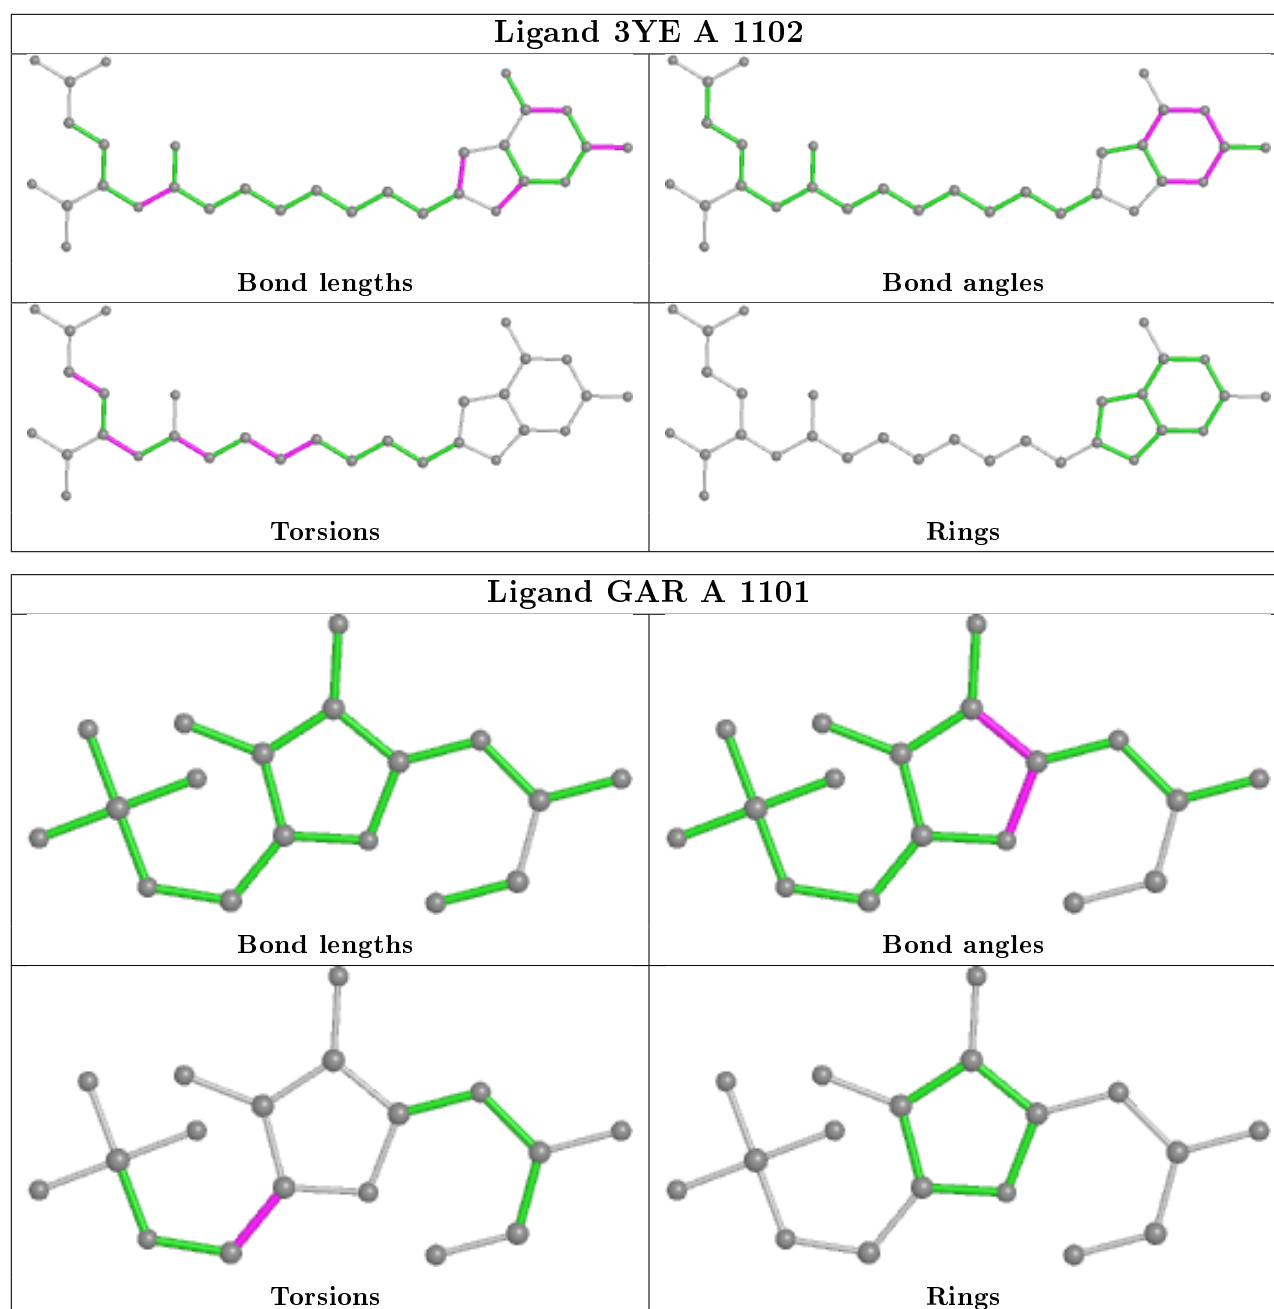 Ligand 3YE A 1102
Bond lengths
Bond angles
Torsions
Rings
Ligand GAR A 1101
Bond lengths
Bond angles
Torsions
Rings